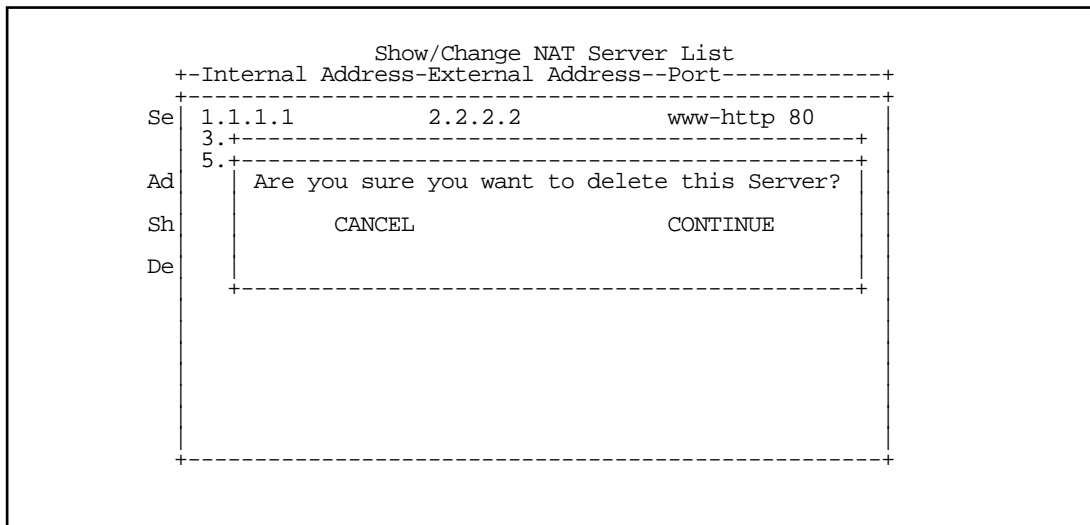 Show/Change NAT Server List
+-Internal Address-External Address--Port------------+
+----------------------------------------------------+
Se| 1.1.1.1 2.2.2.2 www-http 80 |
| 3.+----------------------------------------------+ |
| 5.+----------------------------------------------+ |
Ad| | Are you sure you want to delete this Server? | |
Sh| | CANCEL CONTINUE | |
De| | | |
+----------------------------------------------+
+----------------------------------------------------+